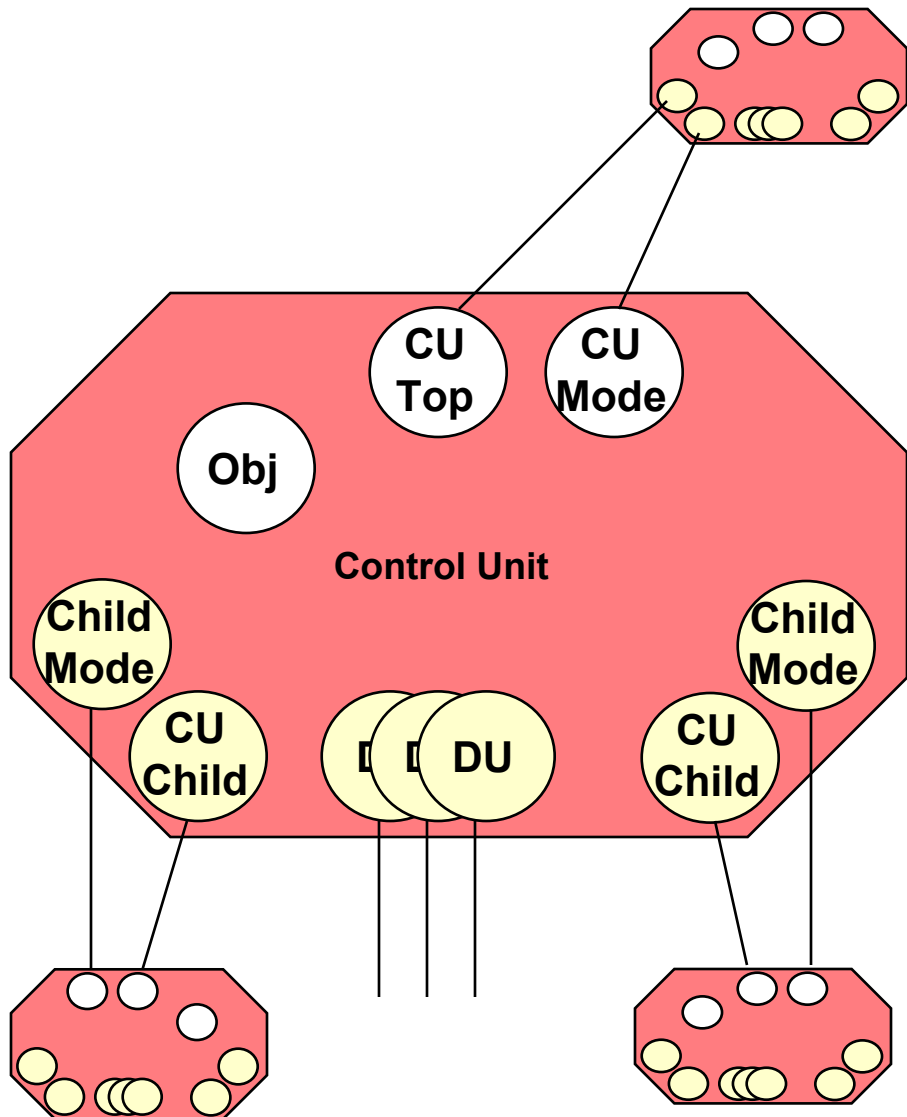 CU
Top
CU
Mode
Obj
Control Unit
Child
Mode
Child
Mode
CU
Child
D
D
DU
CU
Child